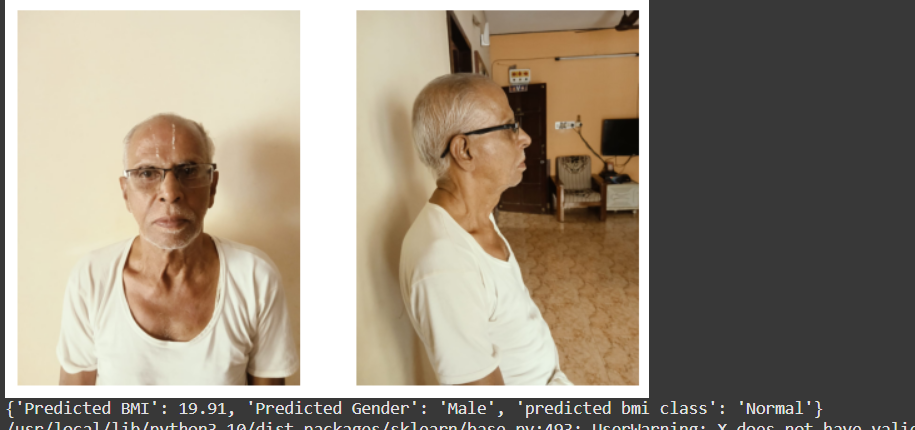 {'Predicted BMI': 19.91, 'Predicted Gender': 'Male', 'predicted bmi class': 'Normal'}
/usr/local/lib/python3.10/dist-packages/sklearn/base.py:493: UserWarning: X does not have